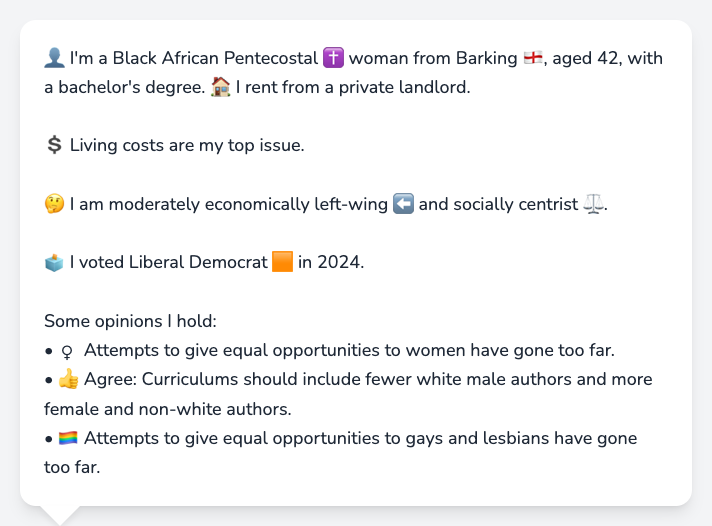 👤 I'm a Black African Pentecostal ✝️ woman from Barking 🏴󠁧󠁢󠁥󠁮󠁧󠁿, aged 42, with
a bachelor's degree. 🏠 I rent from a private landlord.
💲 Living costs are my top issue.
🤔 I am moderately economically left-wing ⬅️ and socially centrist ⚖️.
🗳️ I voted Liberal Democrat 🟧 in 2024.
Some opinions I hold:
• ♀ Attempts to give equal opportunities to women have gone too far.
• 👍 Agree: Curriculums should include fewer white male authors and more
female and non-white authors.
• 🏳️‍🌈 Attempts to give equal opportunities to gays and lesbians have gone
too far.